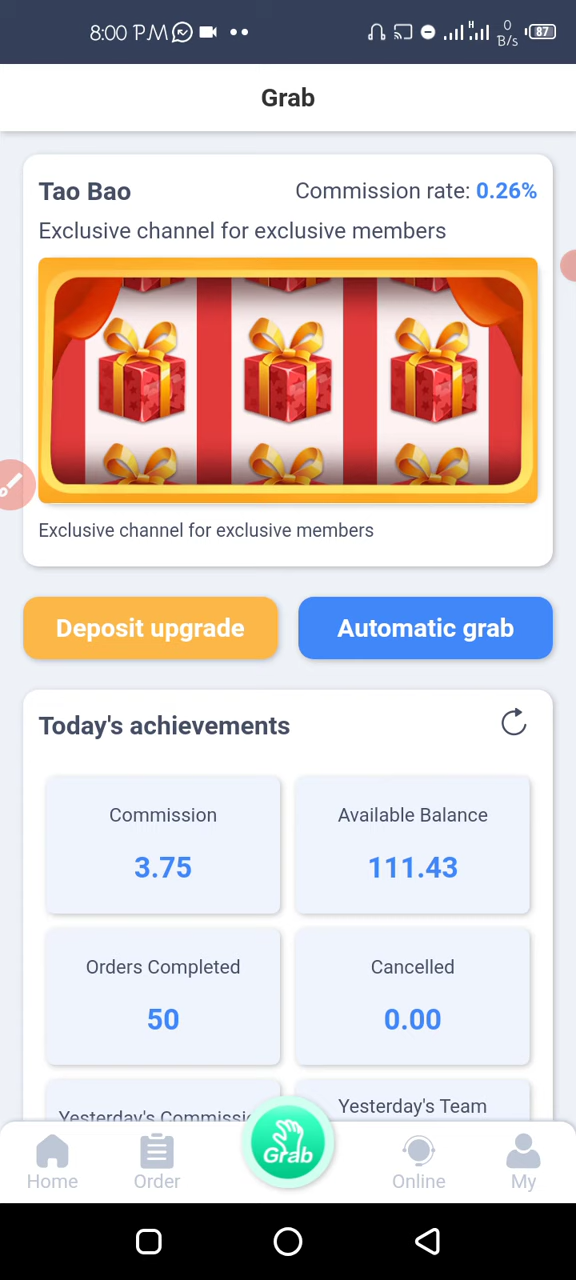 8:00 PM
H
0
B/s
87
Grab
Tao Bao
Commission rate: 0.26%
Exclusive channel for exclusive members
Exclusive channel for exclusive members
Deposit upgrade
Automatic grab
Today's achievements
Commission
Available Balance
3.75
111.43
Orders Completed
Cancelled
50
0.00
Yesterday's Commissi
Yesterday's Team
Grab
Home
Order
Online
My